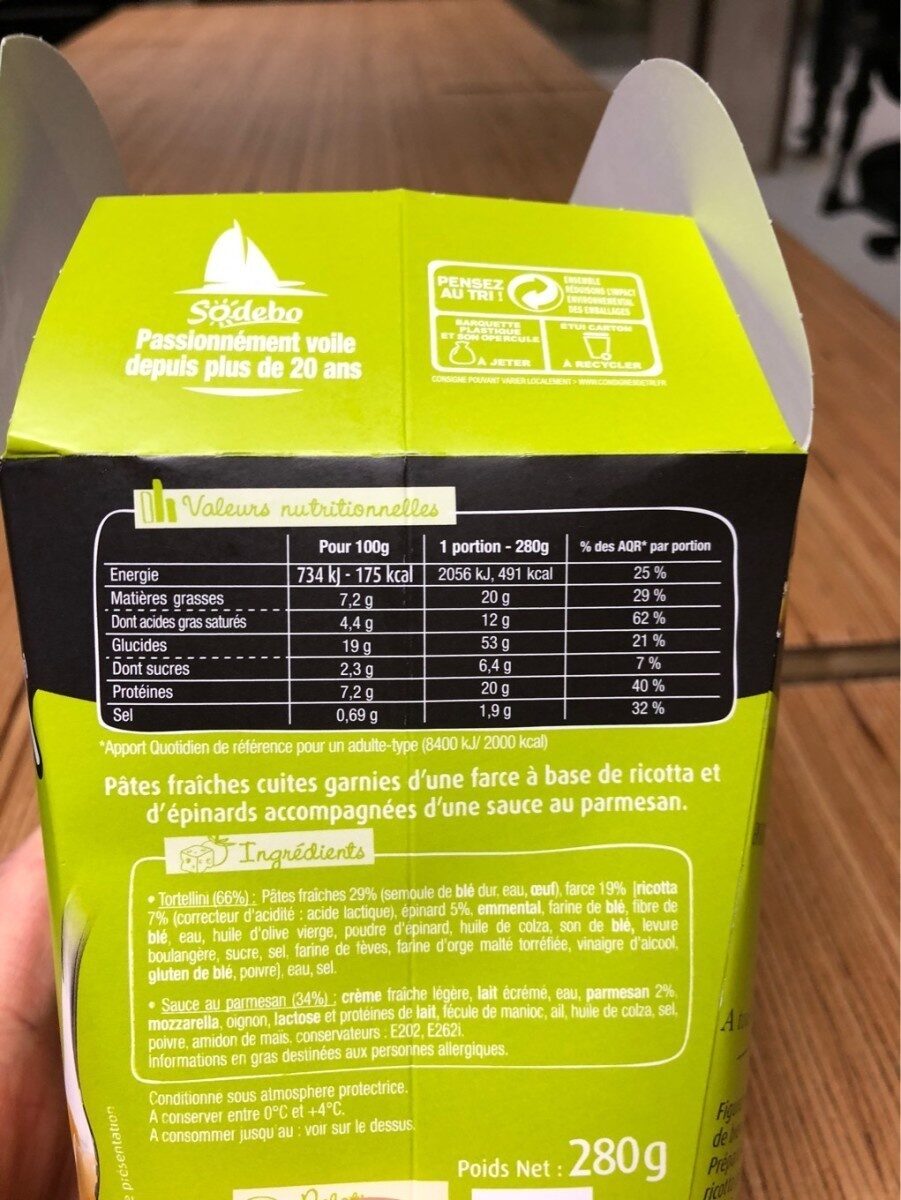 Sodebo
Passionnément voile
depuis plus de 20 ans
PENSEZ
AU TRI !
ENSEMBLE
RÉDUISONS L'IMPACT
ENVIRONNEMENTAL
DES EMBALLAGES
BARQUETTE
PLASTIQUE
ET SON OPERCULE
À JETER
ETUI CARTON
À RECYCLER
CONSIGNE POUVANT VARIER LOCALEMENT > WWW.CONSIGNESDETRI.FR
Valeurs nutritionnelles
Pour 100g 1 portion - 280g % des AQR* par portion
Energie 734 kJ - 175 kcal 2056 kJ, 491 kcal 25 %
Matières grasses 7,2 g 20 g 29 %
Dont acides gras saturés 4,4 g 12 g 62 %
Glucides 19 g 53 g 21 %
Dont sucres 2,3 g 6,4 g 7 %
Protéines 7,2 g 20 g 40 %
Sel 0,69 g 1,9 g 32 %
*Apport Quotidien de référence pour un adulte-type (8400 kJ/ 2000 kcal)
Pâtes fraîches cuites garnies d'une farce à base de ricotta et
d'épinards accompagnées d'une sauce au parmesan.
Ingrédients
• Tortellini (66%) : Pâtes fraîches 29% (semoule de blé dur, eau, œuf), farce 19% [ricotta
7% (correcteur d'acidité : acide lactique), épinard 5%, emmental, farine de blé, fibre de
blé, eau, huile d'olive vierge, poudre d'épinard, huile de colza, son de blé, levure
boulangère, sucre, sel, farine de fèves, farine d'orge malté torréfiée, vinaigre d'alcool,
gluten de blé, poivre], eau, sel.
• Sauce au parmesan (34%) : crème fraîche légère, lait écrémé, eau, parmesan 2%,
mozzarella, oignon, lactose et protéines de lait, fécule de manioc, ail, huile de colza, sel,
poivre, amidon de maïs, conservateurs : E202, E262i.
Informations en gras destinées aux personnes allergiques.
Conditionné sous atmosphere protectrice.
A conserver entre 0°C et +4°C.
A consommer jusqu'au : voir sur le dessus.
Poids Net : 280g
présentation